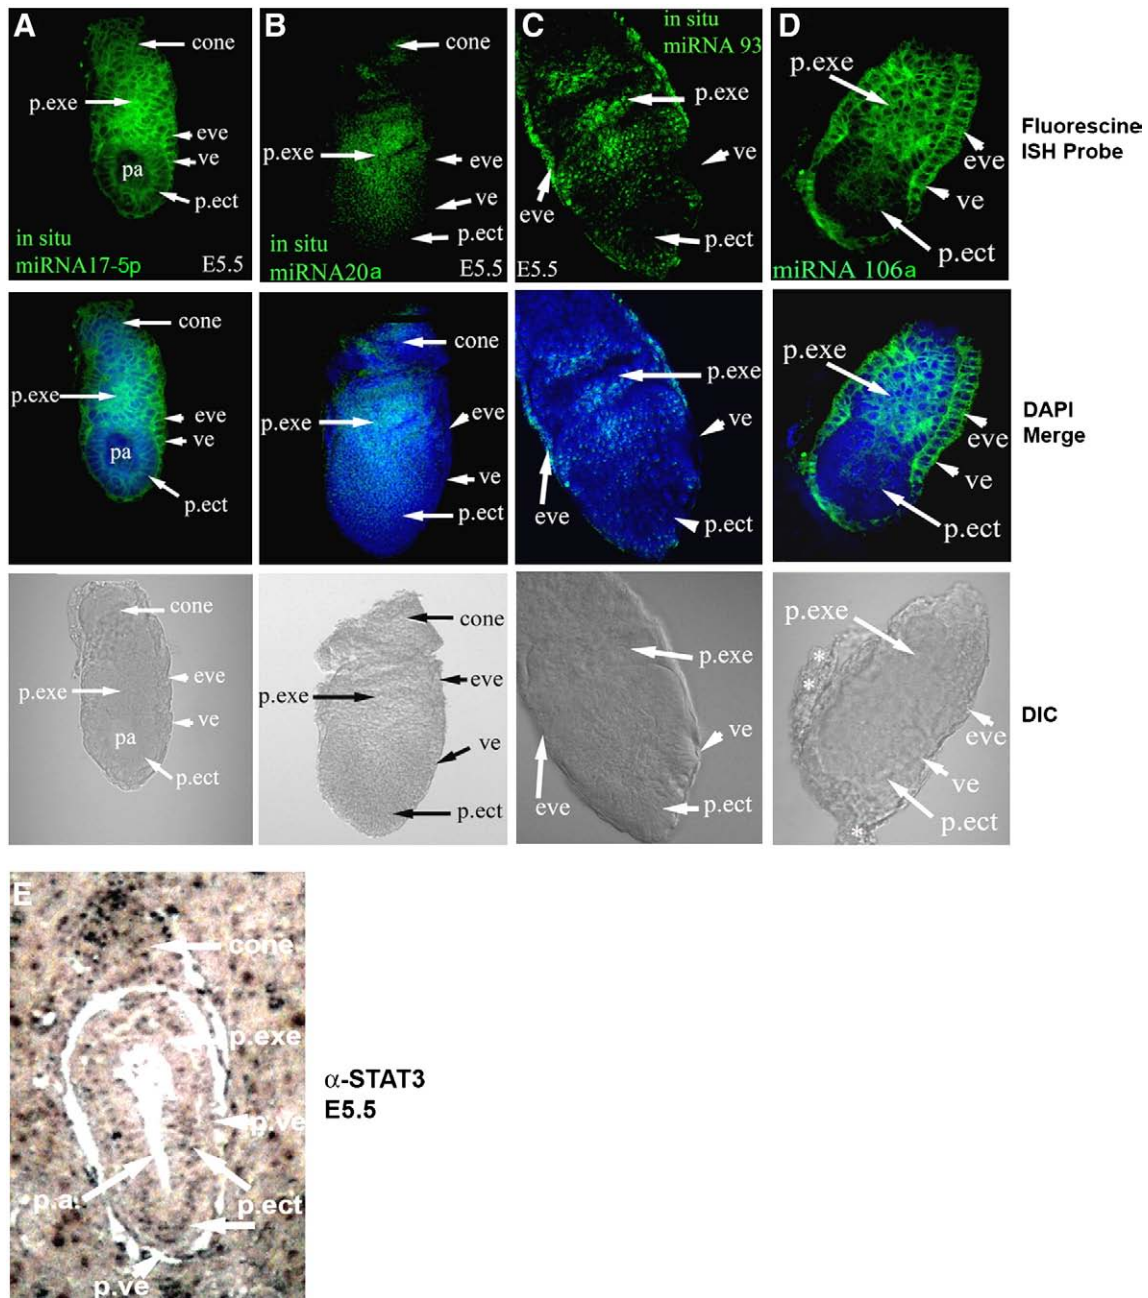 A
cone
p.exe
eve
ve
pa
p.ect
in situ
miRNA17-5p
E5.5
B
cone
p.exe
eve
ve
p.ect
in situ
miRNA20a
E5.5
C
in situ
miRNA 93
p.exe
ve
eve
p.ect
E5.5
D
p.exe
eve
ve
p.ect
miRNA 106a
Fluorescine
ISH Probe
cone
p.exe
eve
ve
pa
p.ect
cone
p.exe
eve
ve
p.ect
p.exe
ve
eve
p.ect
p.exe
eve
ve
p.ect
DAPI
Merge
cone
p.exe
eve
ve
pa
p.ect
cone
p.exe
eve
ve
p.ect
p.exe
ve
eve
p.ect
p.exe
*
*
eve
ve
p.ect
*
DIC
E
cone
p.exe
p.ve
p.a.
p.ect
p.ve
α-STAT3
E5.5